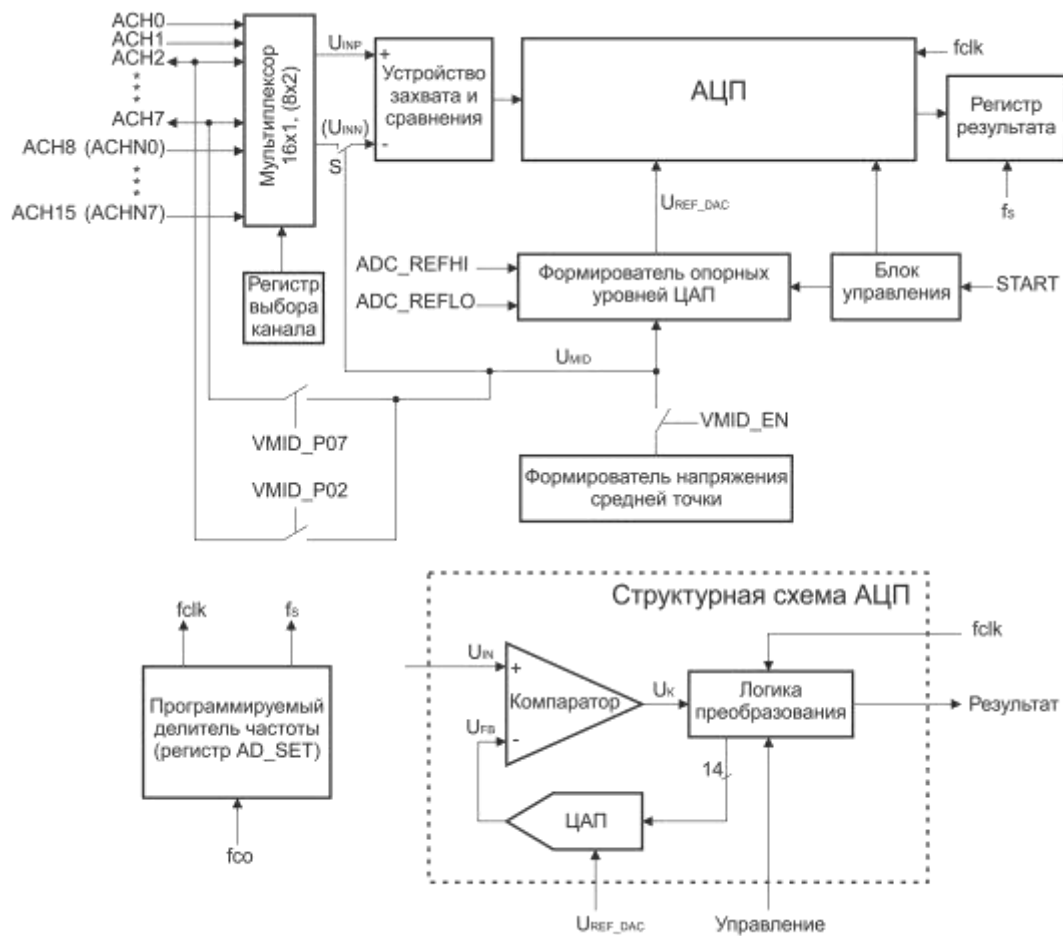 ACH0
ACH1
ACH2
***
ACH7
ACH8 (ACHN0)
***
ACH15 (ACHN7)
Мультиплексор
16x1, (8x2)
UINP
(UINN)
S
+
-
Устройство
захвата и
сравнения
АЦП
fclk
Регистр
результата
fs
UREF_DAC
Регистр
выбора
канала
ADC_REFHI
ADC_REFLO
Формирователь опорных
уровней ЦАП
Блок
управления
START
UMID
VMID_EN
VMID_P07
VMID_P02
Формирователь напряжения
средней точки
fclk
fs
Программируемый
делитель частоты
(регистр AD_SET)
fco
Структурная схема АЦП
fclk
UIN
+
Компаратор
UK
Логика
преобразования
Результат
UFB
-
14
ЦАП
UREF_DAC
Управление